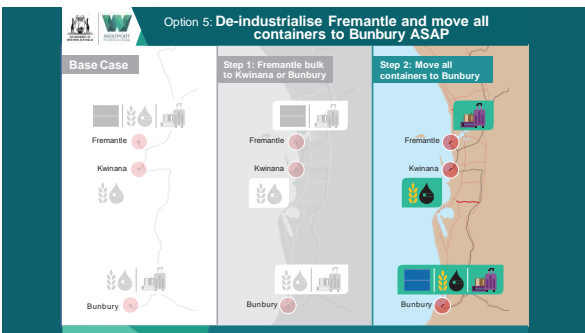 Option 5: De-industrialise Fremantle and move all
containers to Bunbury ASAP
WESTPORT
Base Case
Fremantle
Kwinana
Bunbury
Step 1: Fremantle bulk
to Kwinana or Bunbury
Fremantle
Kwinana
Bunbury
Step 2: Move all
containers to Bunbury
Fremantle
Kwinana
Bunbury